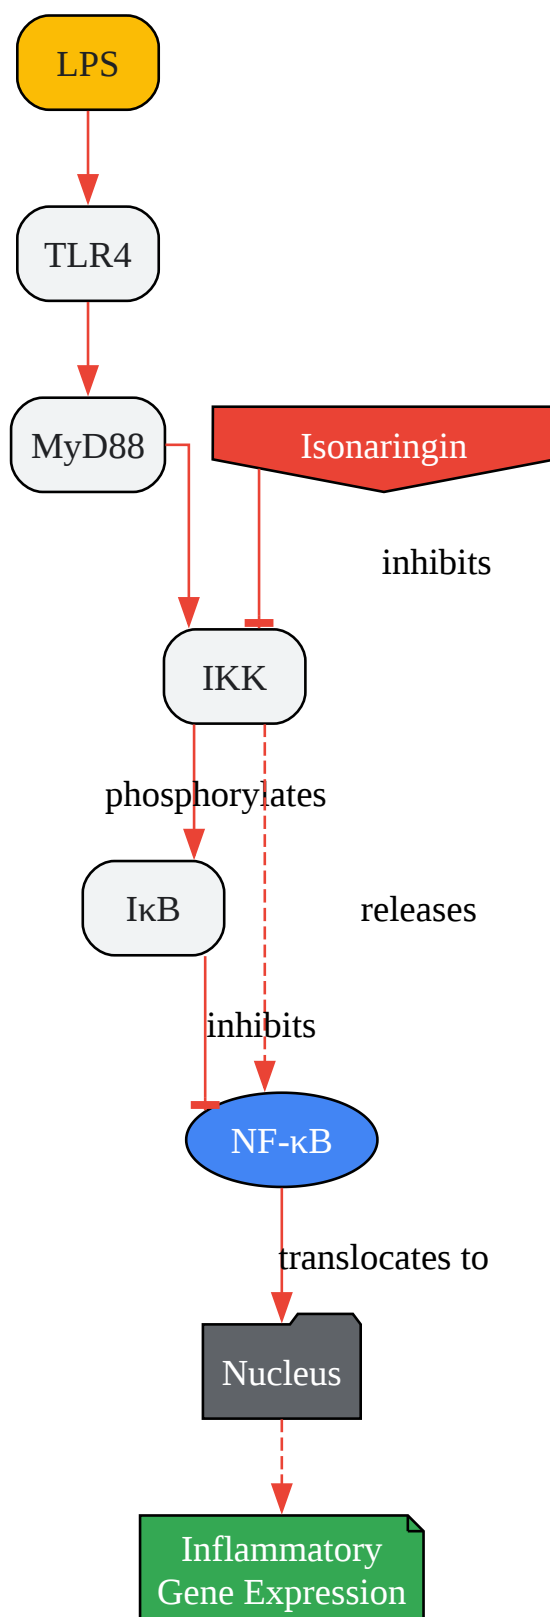 LPS
TLR4
MyD88
Isonaringin
inhibits
IKK
phosphorylates
IκB
releases
inhibits
NF-κB
translocates to
Nucleus
Inflammatory
Gene Expression